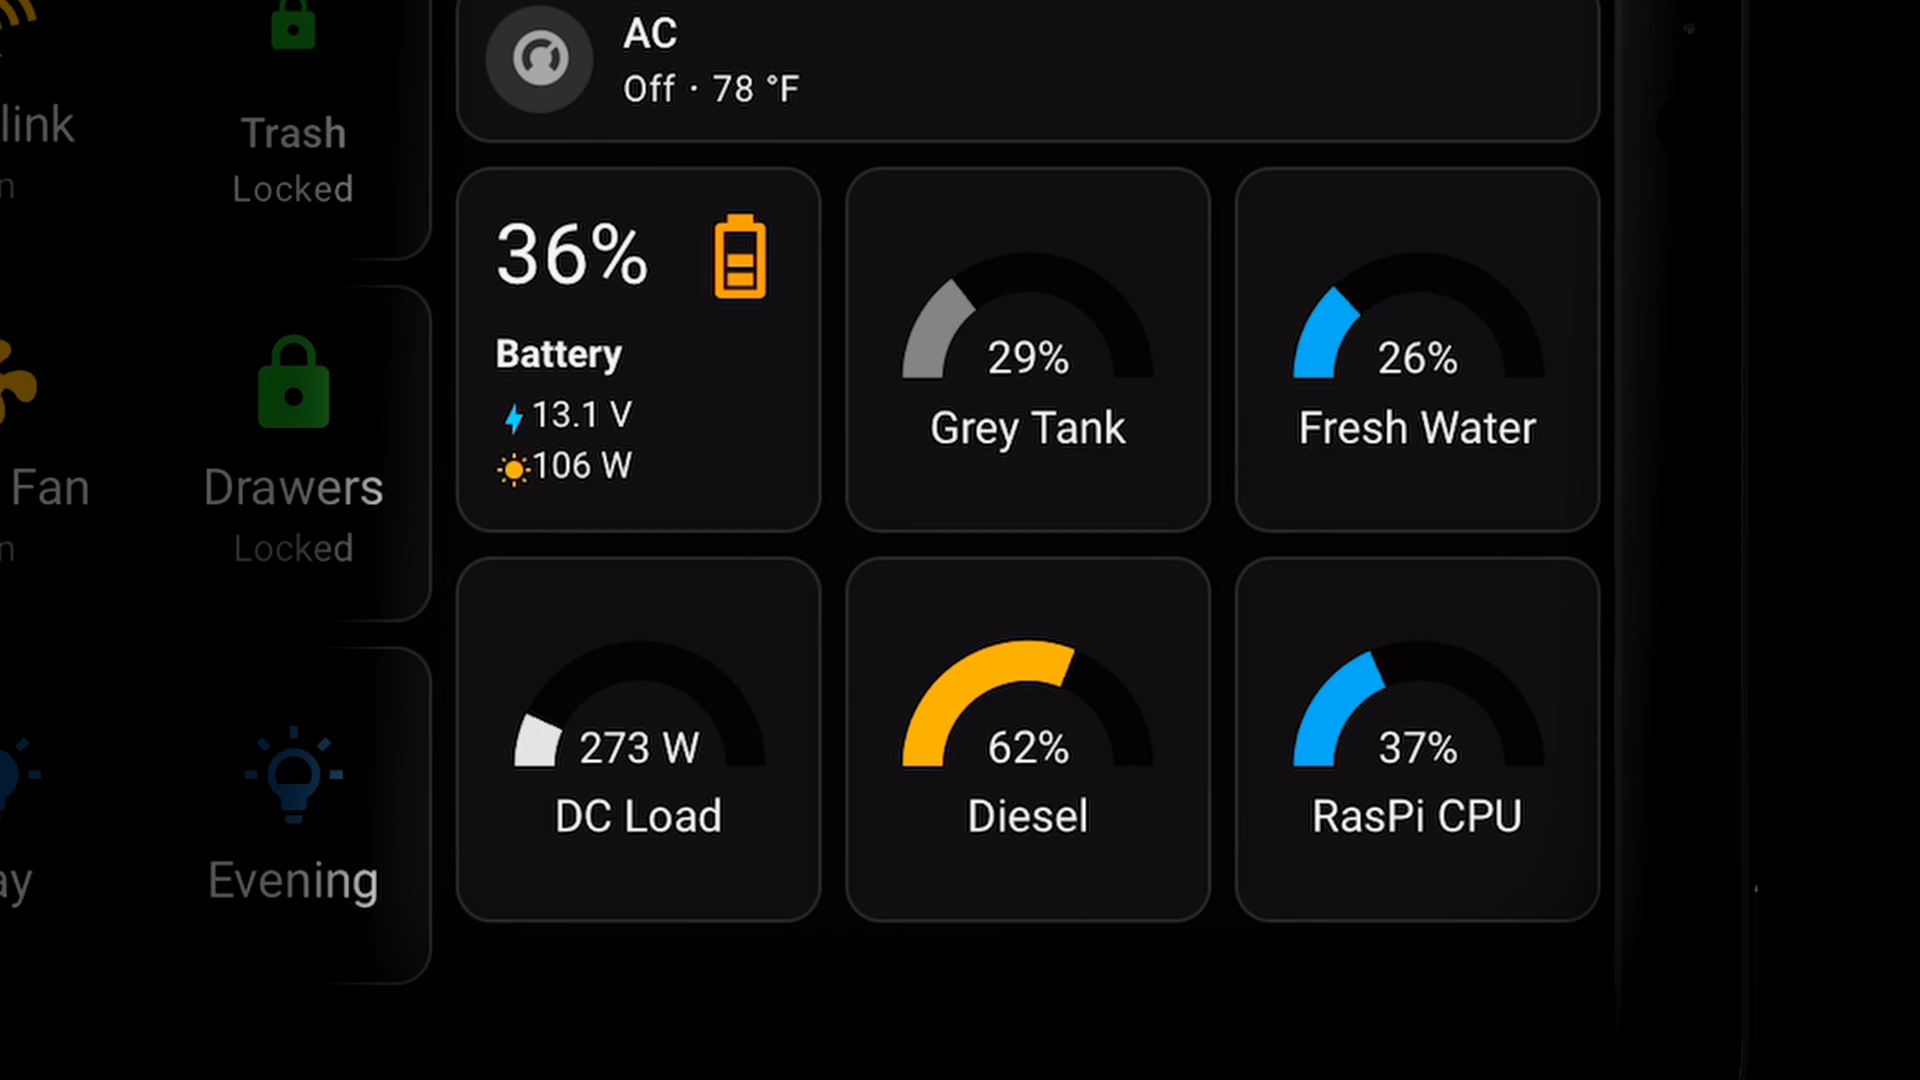 link
Trash
Locked
Fan
Drawers
Locked
Evening
AC
Off · 78 °F
36%
Battery
13.1 V
106 W
29%
Grey Tank
26%
Fresh Water
273 W
DC Load
62%
Diesel
37%
RasPi CPU